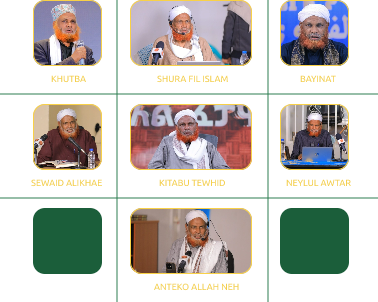 KHUTBA
SHURA FIL ISLAM
BAYINAT
SEWAID ALIKHAE
KITABU TEWHID
NEYLUL AWTAR
ANTEKO ALLAH NEH